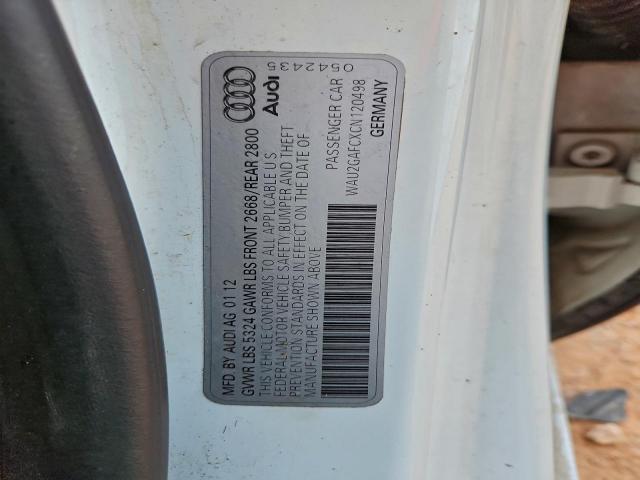 MFD BY AUDI AG 01 12
GVWR LBS 5324 GAWR LBS FRONT 2668/REAR 2800
THIS VEHICLE CONFORMS TO ALL APPLICABLE U S
FEDERAL MOTOR VEHICLE SAFETY BUMPER AND THEFT
PREVENTION STANDARDS IN EFFECT ON THE DATE OF
MANUFACTURE SHOWN ABOVE
Audi
054243 5
PASSENGER CAR
WAU2GAFCXCN120498
GERMANY